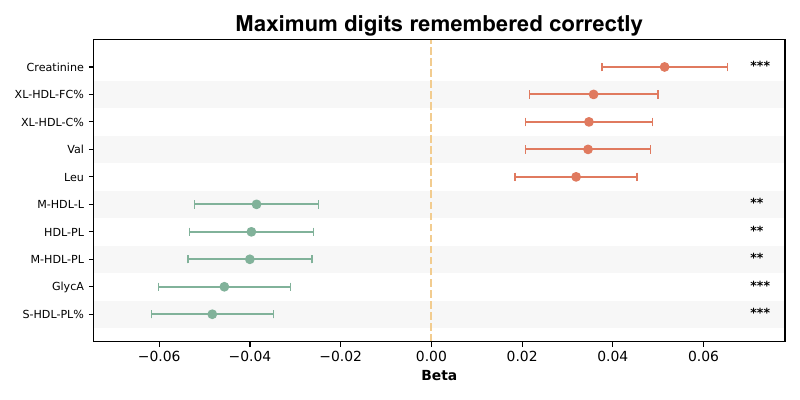 Maximum digits remembered correctly
Creatinine ***
XL-HDL-FC%
XL-HDL-C%
Val
Leu
M-HDL-L **
HDL-PL **
M-HDL-PL **
GlycA ***
S-HDL-PL% ***
−0.06 −0.04 −0.02 0.00 0.02 0.04 0.06
Beta